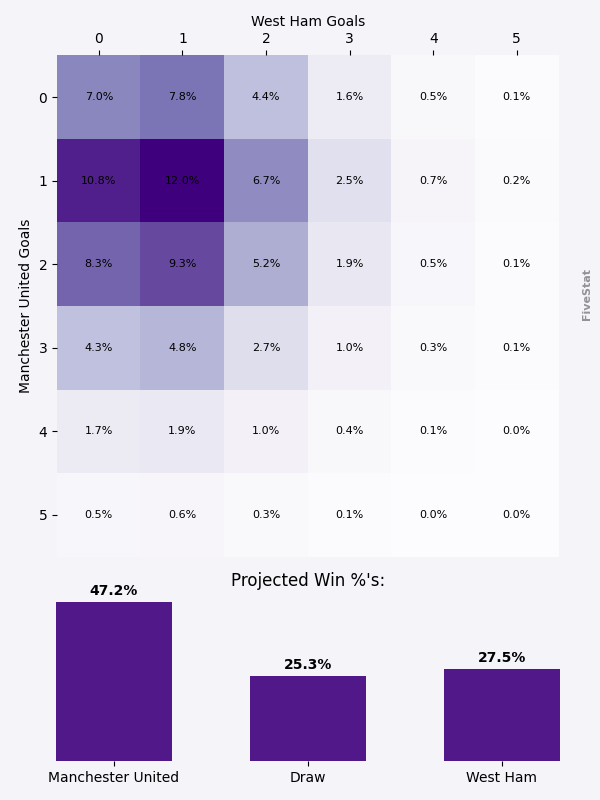 West Ham Goals
0 1 2 3 4 5
0 7.0% 7.8% 4.4% 1.6% 0.5% 0.1%
1 10.8% 12.0% 6.7% 2.5% 0.7% 0.2%
2 8.3% 9.3% 5.2% 1.9% 0.5% 0.1%
3 4.3% 4.8% 2.7% 1.0% 0.3% 0.1%
4 1.7% 1.9% 1.0% 0.4% 0.1% 0.0%
5 0.5% 0.6% 0.3% 0.1% 0.0% 0.0%
Manchester United Goals
FiveStat
Projected Win %'s:
47.2% 25.3% 27.5%
Manchester United Draw West Ham